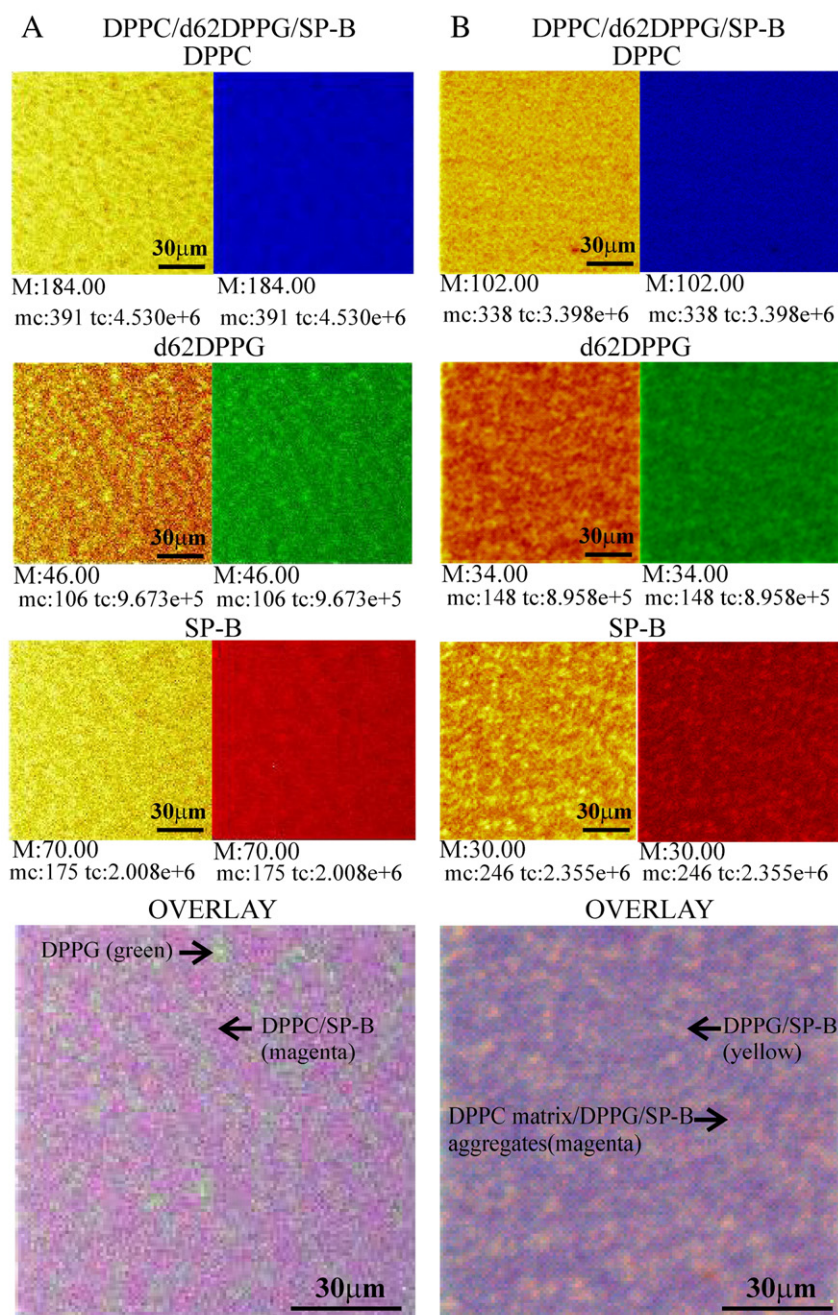 A
DPPC/d62DPPG/SP-B
DPPC
30μm
M:184.00
M:184.00
mc:391 tc:4.530e+6
mc:391 tc:4.530e+6
d62DPPG
30μm
M:46.00
M:46.00
mc:106 tc:9.673e+5
mc:106 tc:9.673e+5
SP-B
30μm
M:70.00
M:70.00
mc:175 tc:2.008e+6
mc:175 tc:2.008e+6
OVERLAY
DPPG (green)
DPPC/SP-B
(magenta)
30μm
B
DPPC/d62DPPG/SP-B
DPPC
30μm
M:102.00
M:102.00
mc:338 tc:3.398e+6
mc:338 tc:3.398e+6
d62DPPG
30μm
M:34.00
M:34.00
mc:148 tc:8.958e+5
mc:148 tc:8.958e+5
SP-B
30μm
M:30.00
M:30.00
mc:246 tc:2.355e+6
mc:246 tc:2.355e+6
OVERLAY
DPPG/SP-B
(yellow)
DPPC matrix/DPPG/SP-B
aggregates(magenta)
30μm